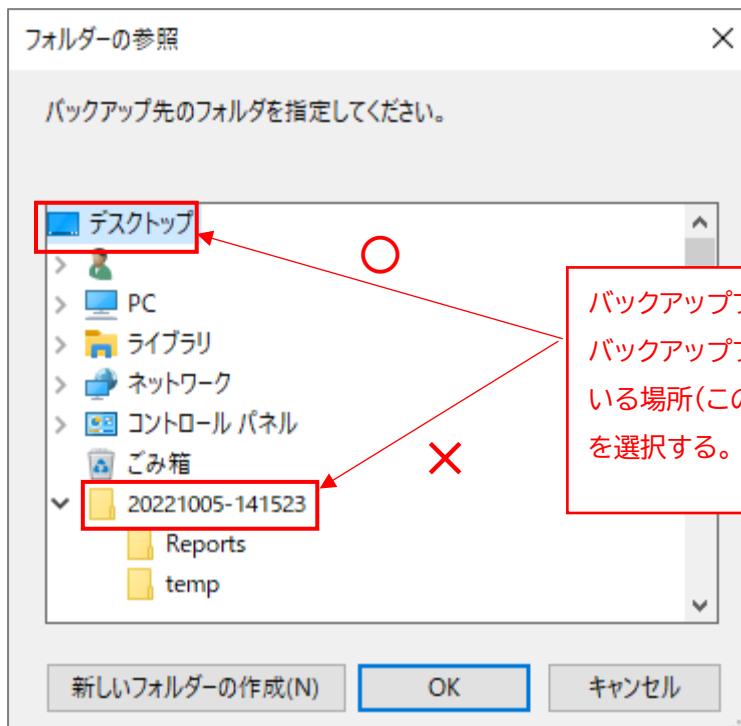 フォルダーの参照
バックアップ先のフォルダを指定してください。
デスクトップ
PC
ライブラリ
ネットワーク
コントロール パネル
ごみ箱
20221005-141523
Reports
temp
バックアップ
バックアップ
いる場所(この
を選択する。
新しいフォルダーの作成(N)
OK
キャンセル